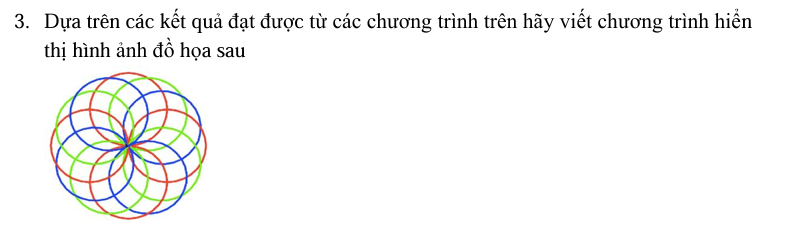 3. Dựa trên các kết quả đạt được từ các chương trình trên hãy viết chương trình hiển
thị hình ảnh đồ họa sau